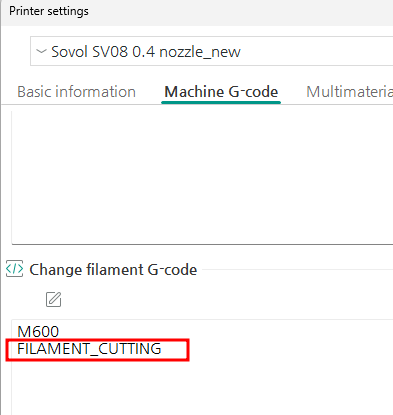 Printer settings
Sovol SV08 0.4 nozzle_new
Basic information Machine G-code Multimateria
Change filament G-code
M600
FILAMENT_CUTTING